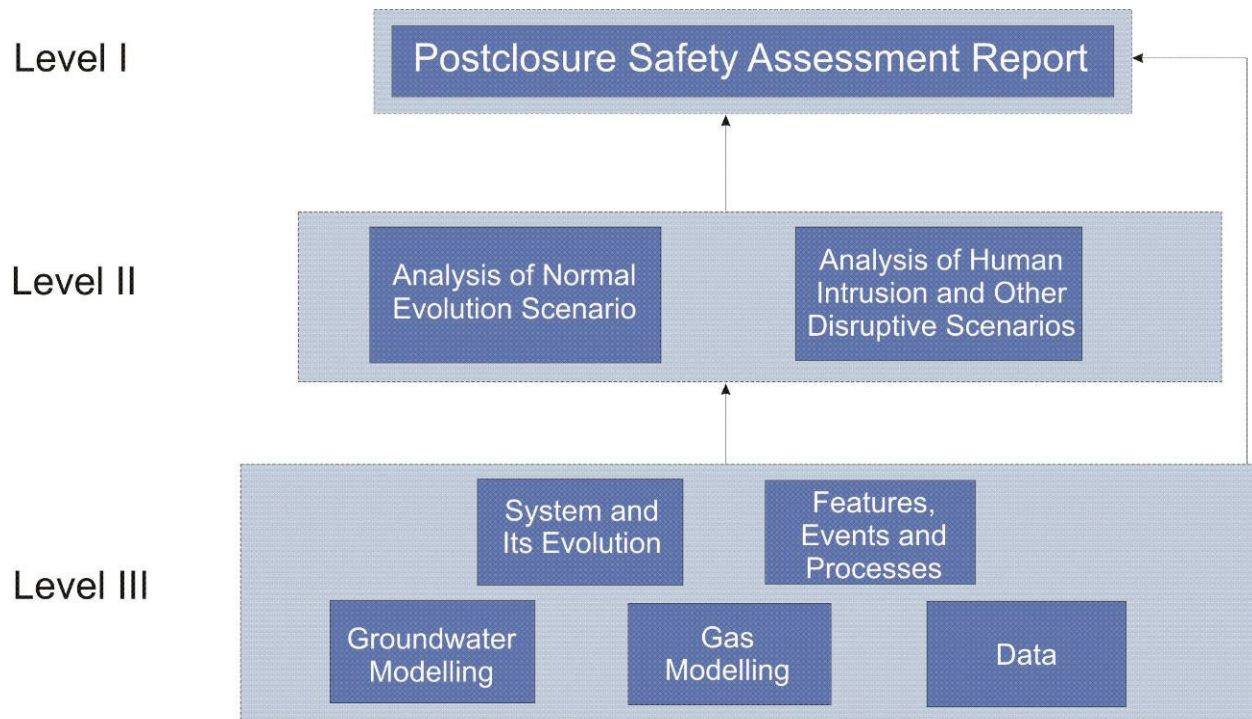 Level I
Postclosure Safety Assessment Report
Level II
Analysis of Normal
Evolution Scenario
Analysis of Human
Intrusion and Other
Disruptive Scenarios
Level III
System and
Its Evolution
Features,
Events and
Processes
Groundwater
Modelling
Gas
Modelling
Data